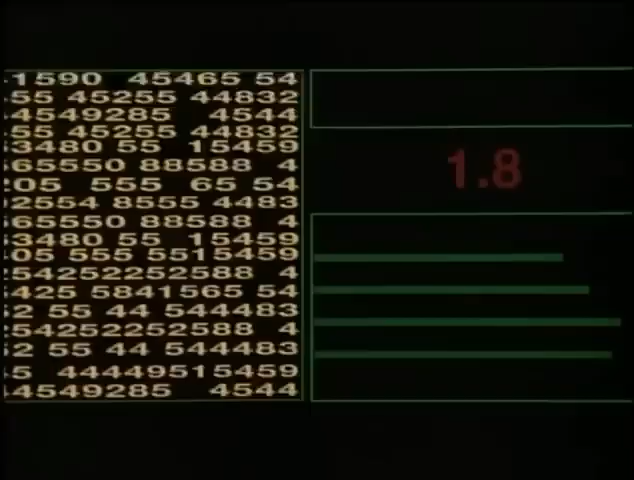 1590 45465 54
55 45255 44832
4549285 4544
55 45255 44832
3480 55 15459
65550 88588 4
05 555 65 54
2554 8555 4483
65550 88588 4
3480 55 15459
05 555 5515459
254252252588 4
425 5841565 54
2 55 44 544483
254252252588 4
2 55 44 544483
5 44449515459
4549285 4544
1.8